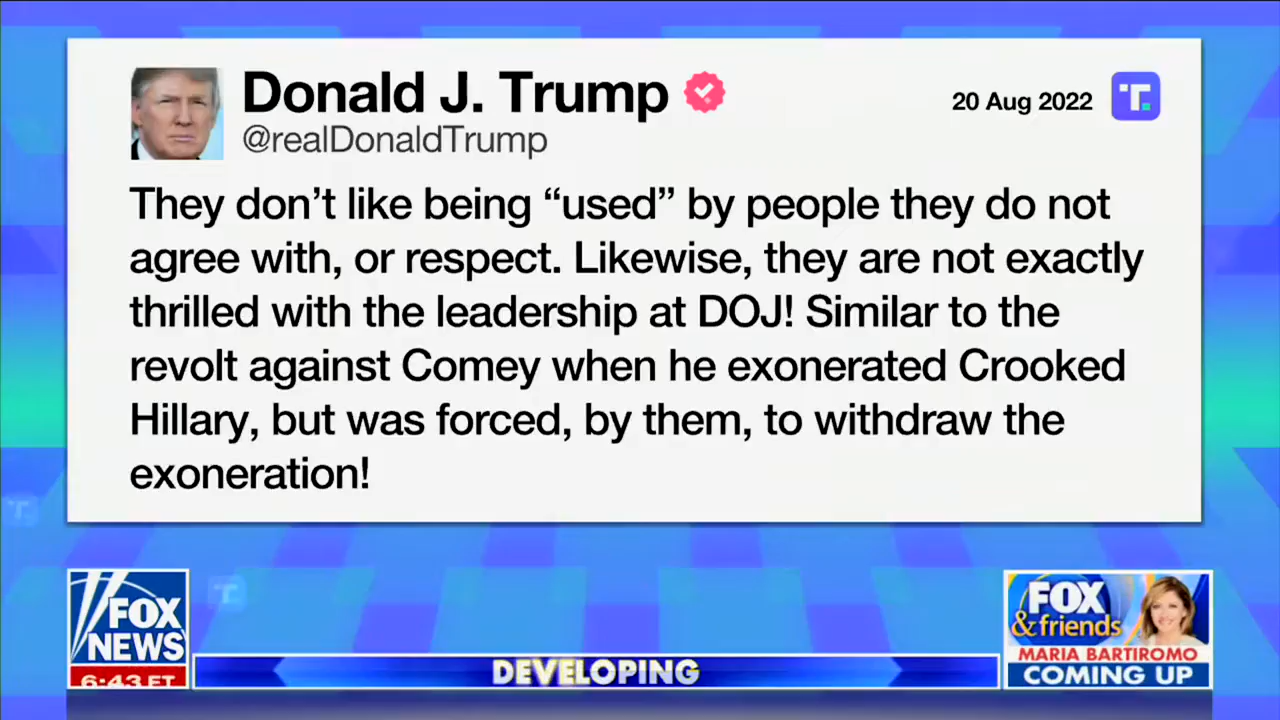 Donald J. Trump
@realDonaldTrump
20 Aug 2022
T.
They don’t like being “used” by people they do not
agree with, or respect. Likewise, they are not exactly
thrilled with the leadership at DOJ! Similar to the
revolt against Comey when he exonerated Crooked
Hillary, but was forced, by them, to withdraw the
exoneration!
FOX
NEWS
6:43 ET
DEVELOPING
FOX
&friends
MARIA BARTIROMO
COMING UP